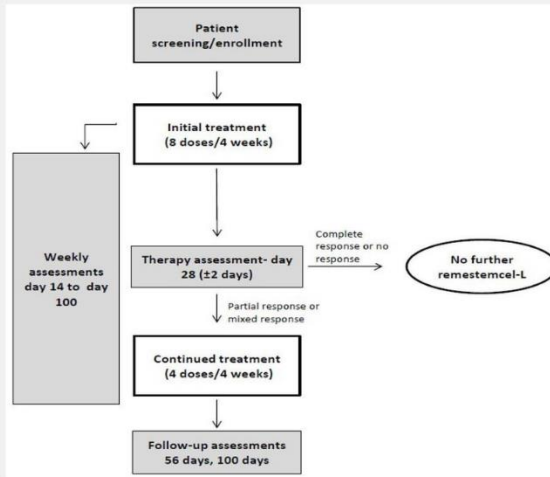 Patient
screening/enrollment
Initial treatment
(8 doses/4 weeks)
Weekly
assessments
day 14 to day
100
Therapy assessment- day
28 (±2 days)
Complete
response or no
response
No further
remestemcel-L
Partial response or
mixed response
Continued treatment
(4 doses/4 weeks)
Follow-up assessments
56 days, 100 days